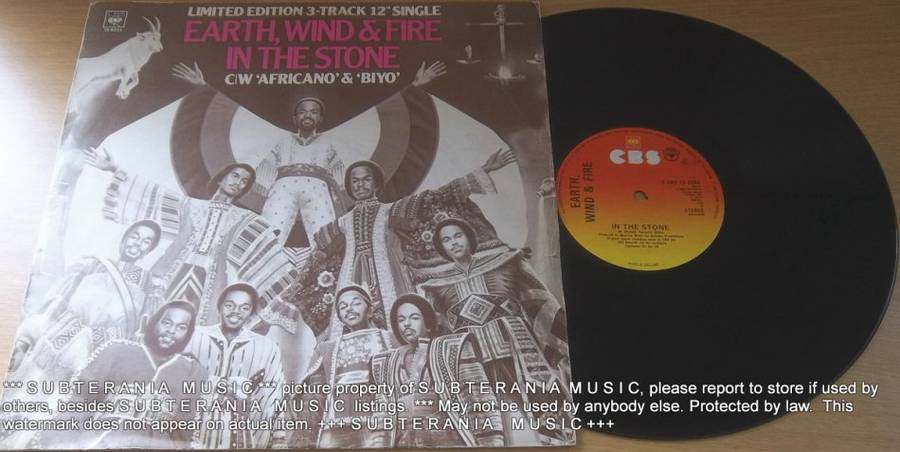 LIMITED EDITION 3-TRACK 12" SINGLE
EARTH, WIND & FIRE
IN THE STONE
C/W 'AFRICANO' & 'BIYO'
CBS
EARTH,
WIND & FIRE
STEREO
IN THE STONE
*** S U B T E R A N I A M U S I C *** picture property of S U B T E R A N I A M U S I C, please report to store if used by
others, besides S U B T E R A N I A M U S I C listings. *** May not be used by anybody else. Protected by law. This
watermark does not appear on actual item. +++ S U B T E R A N I A M U S I C +++